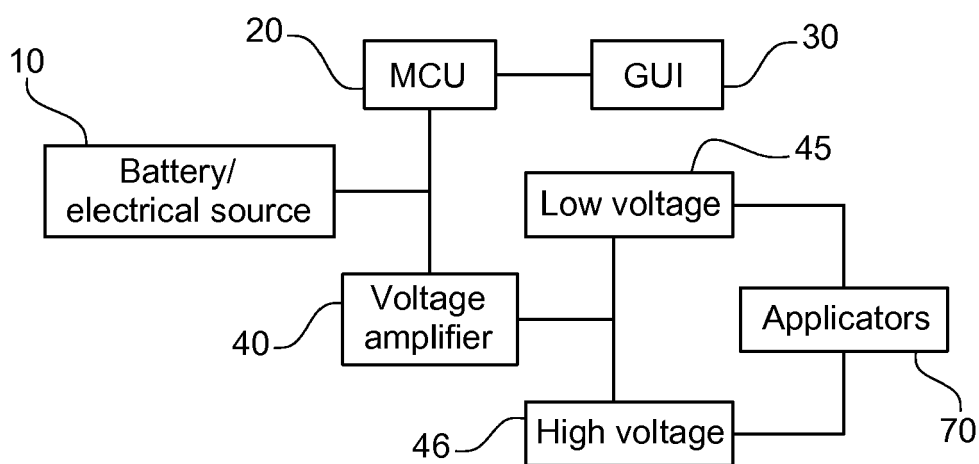 10
20
MCU
GUI
30
Battery/
electrical source
45
Low voltage
40
Voltage
amplifier
Applicators
46
High voltage
70